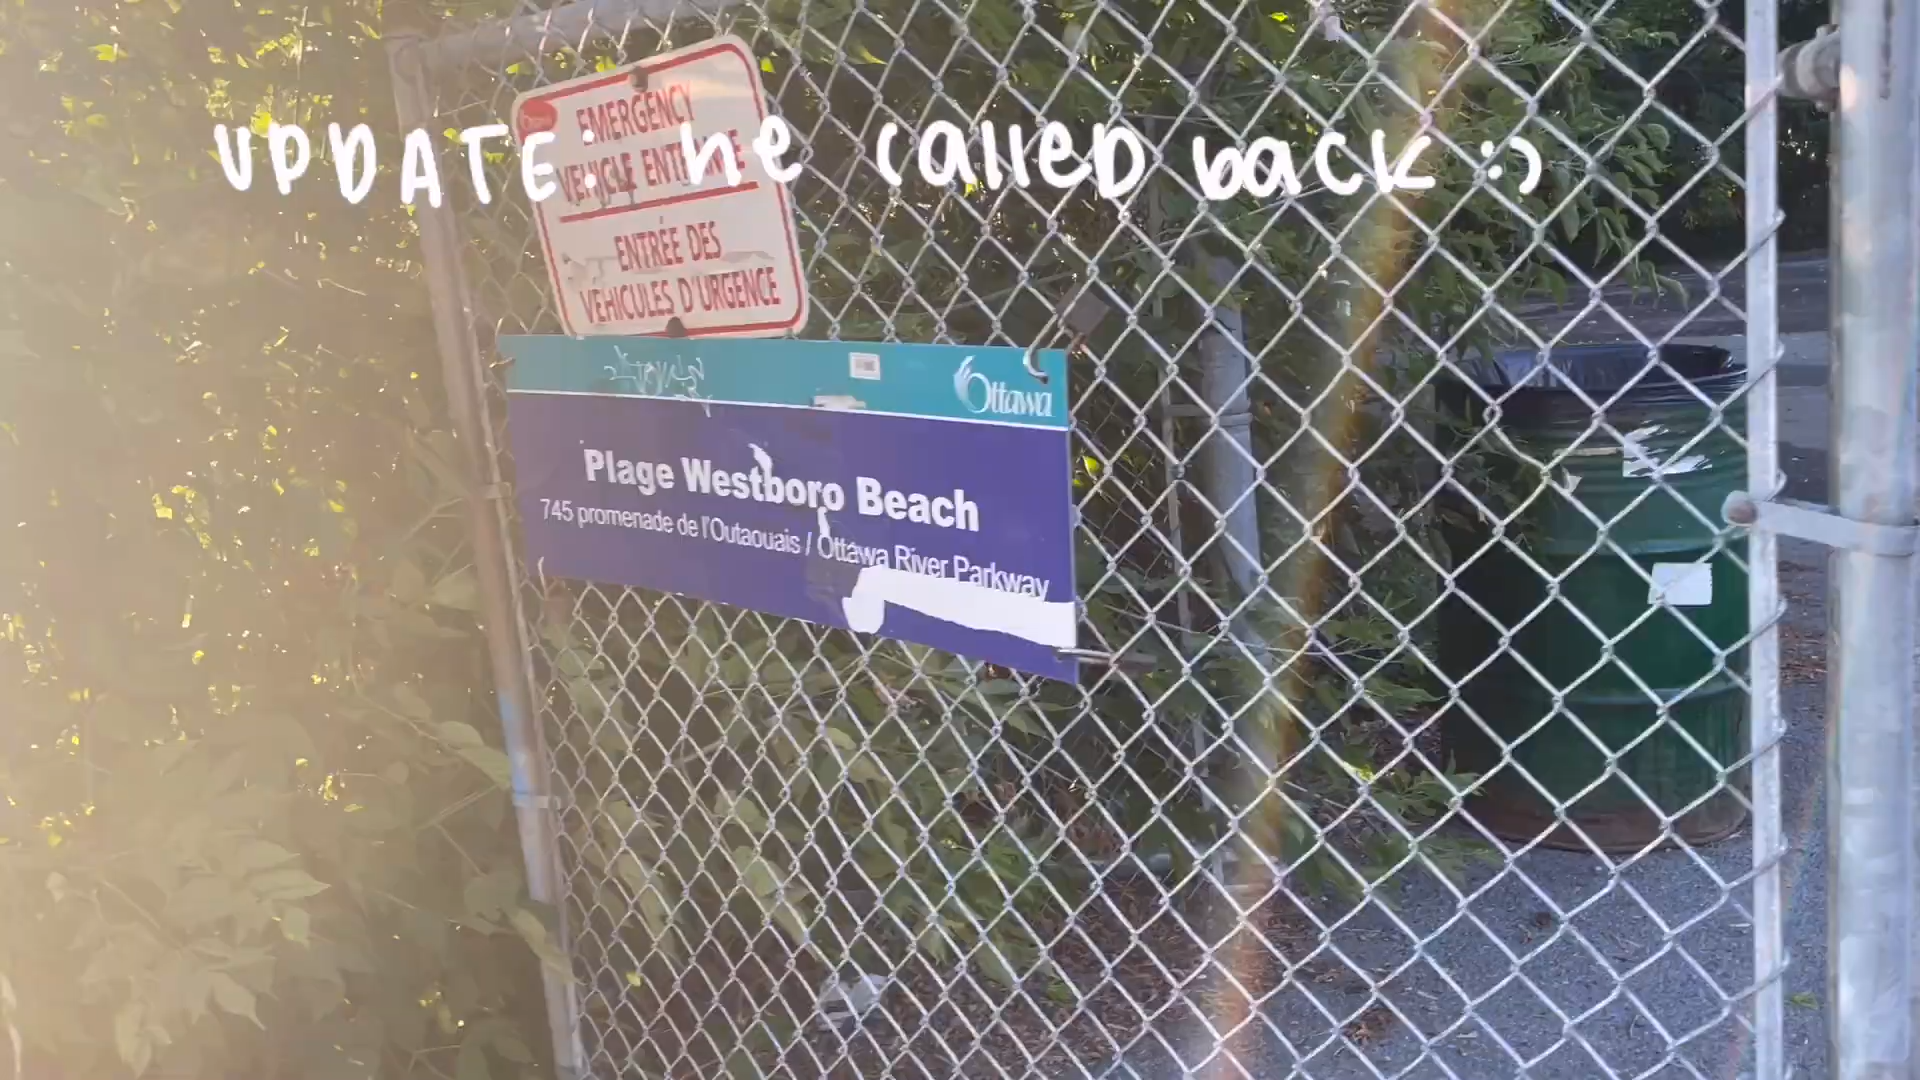 UPDATE: he called back :)
EMERGENCY
VEHICLE ENTRANCE
ENTRÉE DES
VÉHICULES D'URGENCE
Ottawa
Plage Westboro Beach
745 promenade de l'Outaouais / Ottawa River Parkway